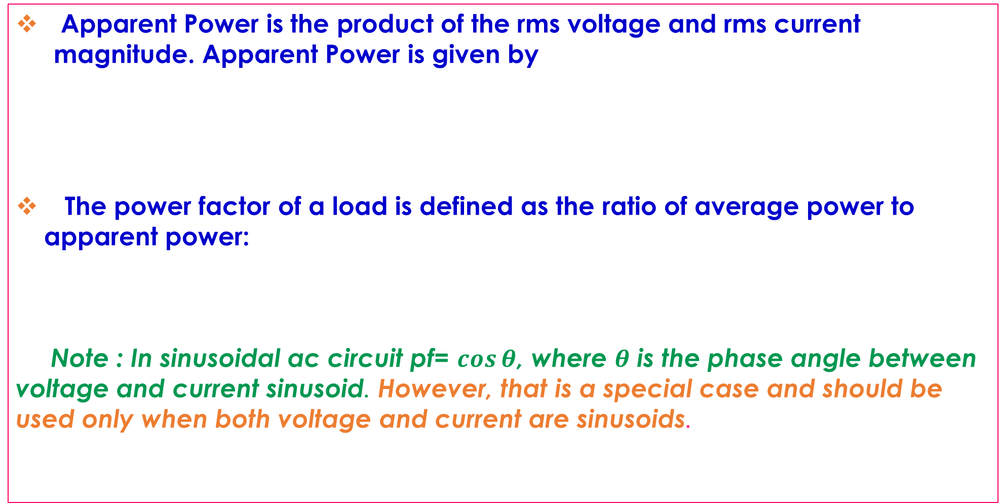 ❖ Apparent Power is the product of the rms voltage and rms current
magnitude. Apparent Power is given by
❖ The power factor of a load is defined as the ratio of average power to
apparent power:
Note : In sinusoidal ac circuit pf= cos θ, where θ is the phase angle between
voltage and current sinusoid. However, that is a special case and should be
used only when both voltage and current are sinusoids.